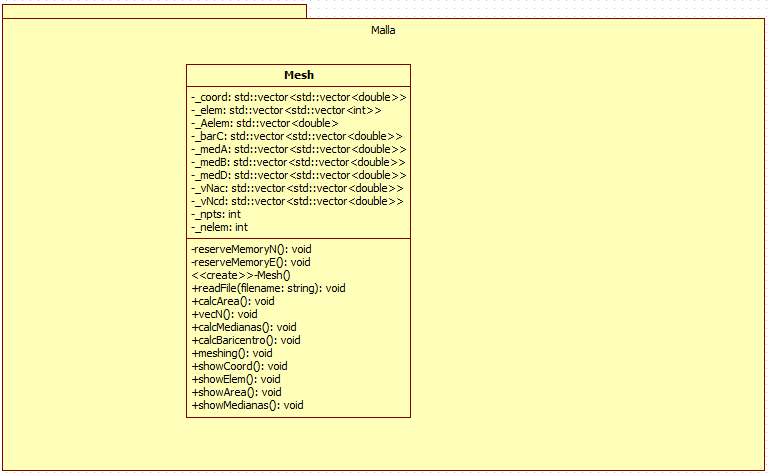 Malla
Mesh
-_coord: std::vector<std::vector<double>>
-_elem: std::vector<std::vector<int>>
-_Aelem: std::vector<double>
-_barC: std::vector<std::vector<double>>
-_medA: std::vector<std::vector<double>>
-_medB: std::vector<std::vector<double>>
-_medD: std::vector<std::vector<double>>
-_vNac: std::vector<std::vector<double>>
-_vNcd: std::vector<std::vector<double>>
-_npts: int
-_nelem: int
-reserveMemoryN(): void
-reserveMemoryE(): void
<<create>>-Mesh()
+readFile(filename: string): void
+calcArea(): void
+vecN(): void
+calcMedianas(): void
+calcBaricentro(): void
+meshing(): void
+showCoord(): void
+showElem(): void
+showArea(): void
+showMedianas(): void